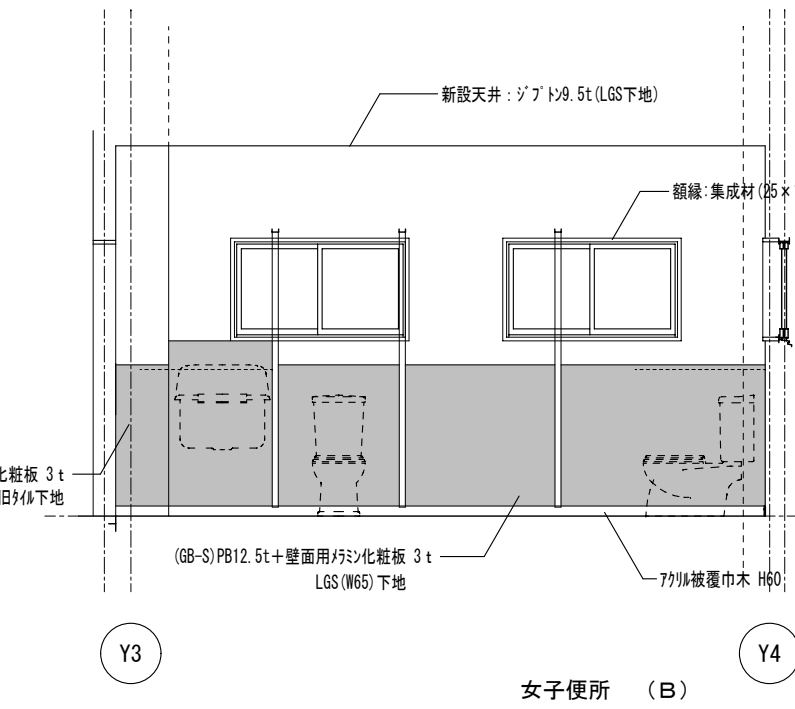 新設天井：ジプトン9.5t(LGS下地)
額縁:集成材(25×
化粧板 3t
旧タイル下地
(GB-S)PB12.5t＋壁面用メラミン化粧板 3t
LGS(W65)下地
アクリル被覆巾木 H60
Y3
Y4
女子便所 （B）